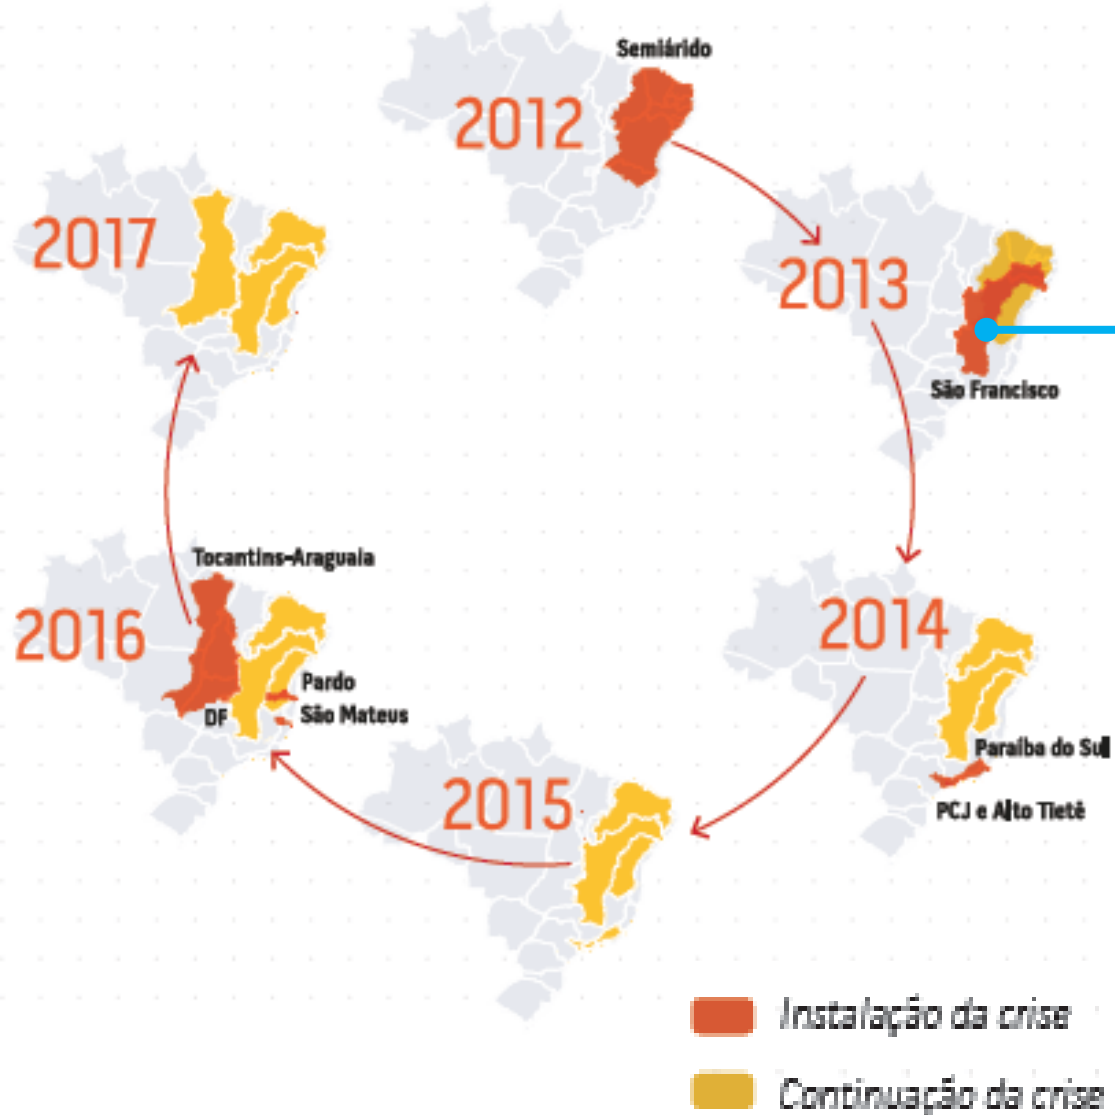 Semiárido
2012
2013
São Francisco
2014
Paraíba do Sul
PCJ e Alto Tietê
2015
2016
Tocantins-Araguaia
Pardo
São Mateus
DF
2017
Instalação da crise
Continuação da crise